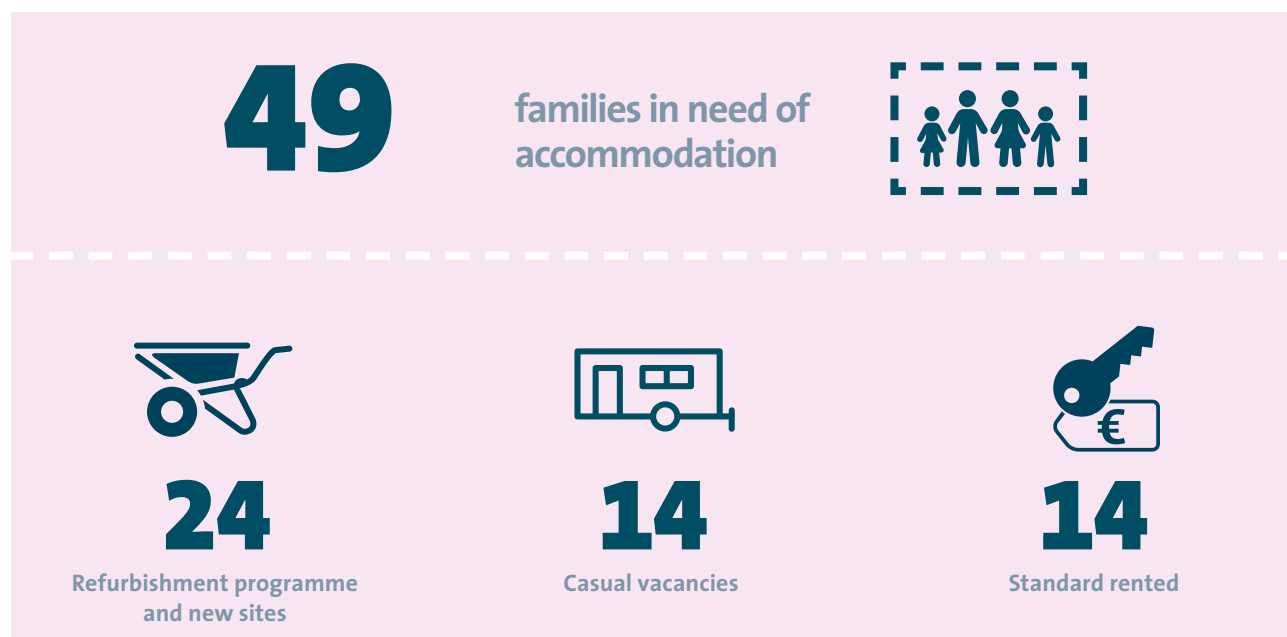 49
families in need of
accommodation
€
24
Refurbishment programme
and new sites
14
Casual vacancies
14
Standard rented